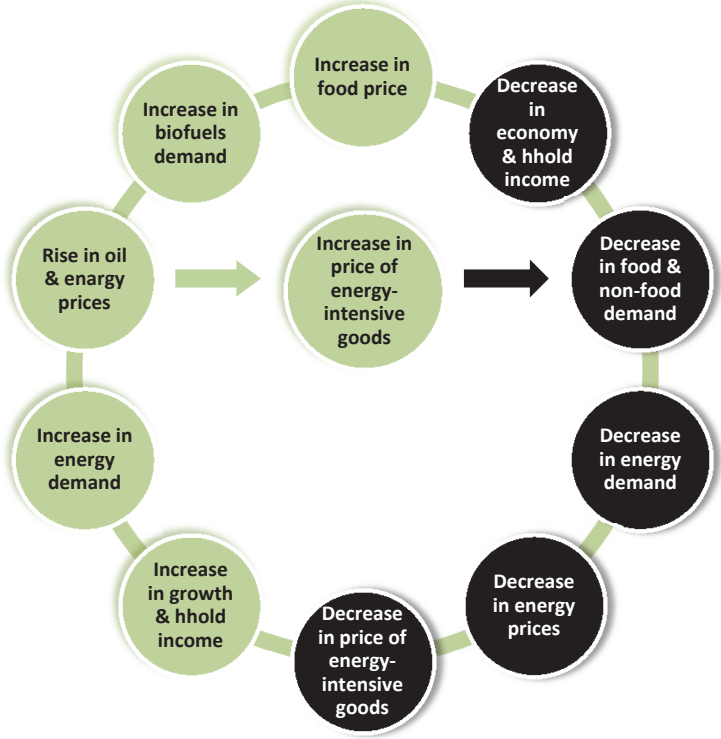 Increase in
food price
Decrease
in
economy
& hhold
income
Increase in
biofuels
demand
Rise in oil
& enargy
prices
Increase in
price of
energy-
intensive
goods
Decrease
in food &
non-food
demand
Increase in
energy
demand
Decrease
in energy
demand
Increase
in growth
& hhold
income
Decrease
in price of
energy-
intensive
goods
Decrease
in energy
prices